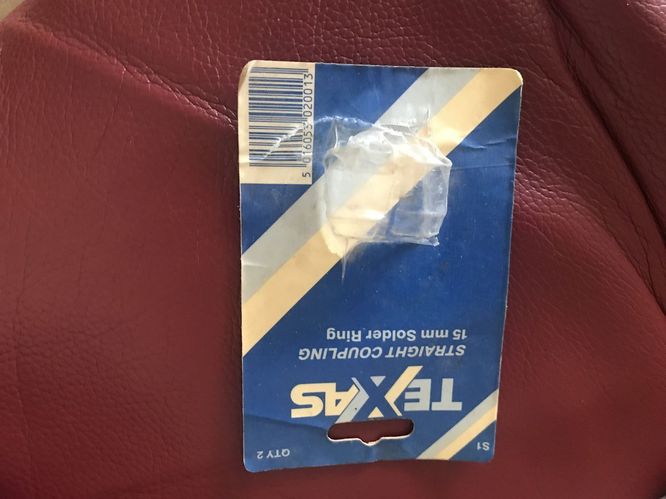 S1
QTY 2
TEXAS
STRAIGHT COUPLING
15 mm Solder Ring
5 016053 020013